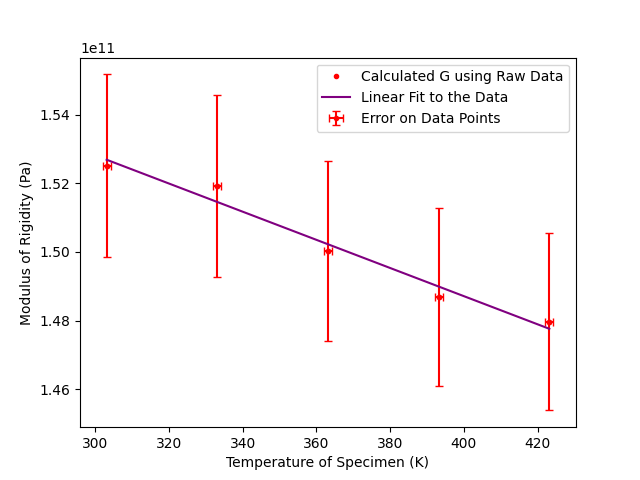 1e11
Calculated G using Raw Data
Linear Fit to the Data
Error on Data Points
1.54
1.52
1.50
1.48
1.46
Modulus of Rigidity (Pa)
300 320 340 360 380 400 420
Temperature of Specimen (K)